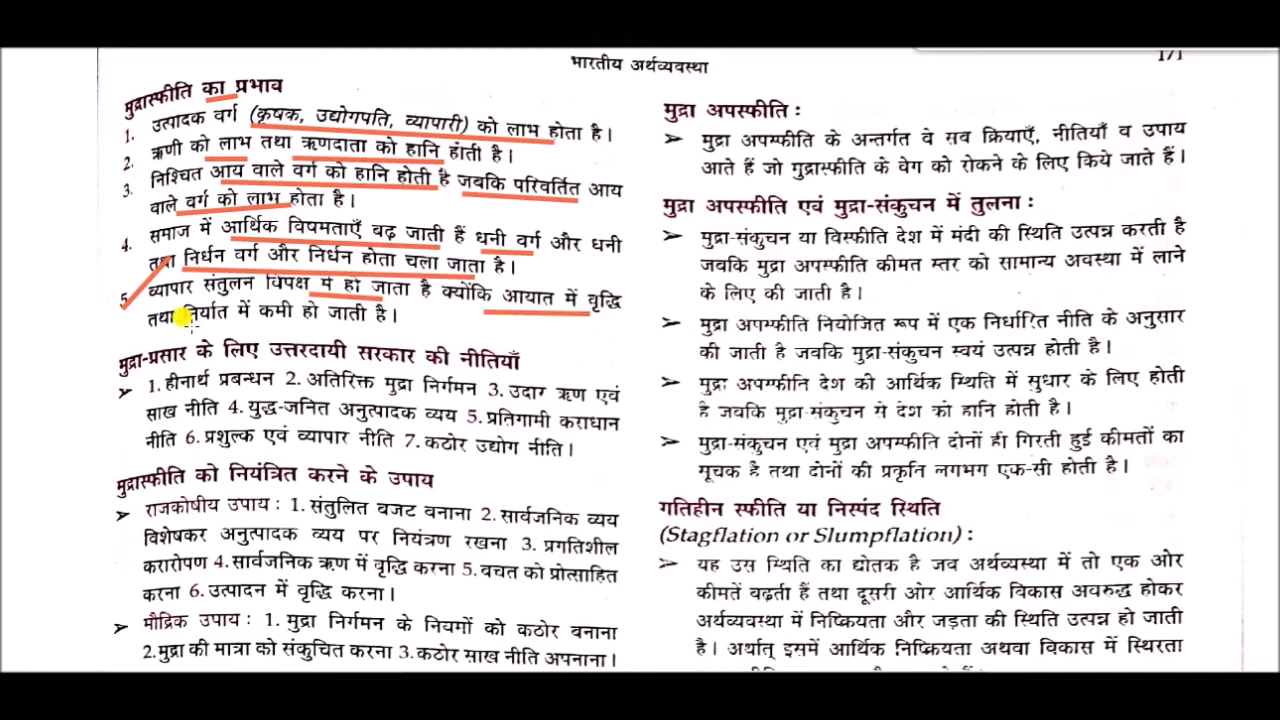 भारतीय अर्थव्यवस्था
171
मुद्रास्फीति का प्रभाव
1. उत्पादक वर्ग (कृषक, उद्योगपति, व्यापारी) को लाभ होता है।
2. ऋणी को लाभ तथा ऋणदाता को हानि होती है।
3. निश्चित आय वाले वर्ग को हानि होती है जबकि परिवर्तित आय
वाले वर्ग को लाभ होता है।
4. समाज में आर्थिक विषमताएँ बढ़ जाती हैं धनी वर्ग और धनी
तथा निर्धन वर्ग और निर्धन होता चला जाता है।
5. व्यापार संतुलन विपक्ष में हो जाता है क्योंकि आयात में वृद्धि
तथा निर्यात में कमी हो जाती है।
मुद्रा-प्रसार के लिए उत्तरदायी सरकार की नीतियाँ
➢ 1. हीनार्थ प्रबन्धन 2. अतिरिक्त मुद्रा निर्गमन 3. उदार ऋण एवं
साख नीति 4. युद्ध-जनित अनुत्पादक व्यय 5. प्रतिगामी कराधान
नीति 6. प्रशुल्क एवं व्यापार नीति 7. कठोर उद्योग नीति।
मुद्रास्फीति को नियंत्रित करने के उपाय
➢ राजकोषीय उपाय : 1. संतुलित बजट बनाना 2. सार्वजनिक व्यय
विशेषकर अनुत्पादक व्यय पर नियंत्रण रखना 3. प्रगतिशील
करारोपण 4. सार्वजनिक ऋण में वृद्धि करना 5. बचत को प्रोत्साहित
करना 6. उत्पादन में वृद्धि करना।
➢ मौद्रिक उपाय : 1. मुद्रा निर्गमन के नियमों को कठोर बनाना
2. मुद्रा की मात्रा को संकुचित करना 3. कठोर साख नीति अपनाना।
मुद्रा अपस्फीति :
➢ मुद्रा अपस्फीति के अन्तर्गत वे सब क्रियाएँ, नीतियाँ व उपाय
आते हैं जो मुद्रास्फीति के वेग को रोकने के लिए किये जाते हैं।
मुद्रा अपस्फीति एवं मुद्रा-संकुचन में तुलना :
➢ मुद्रा-संकुचन या विस्फीति देश में मंदी की स्थिति उत्पन्न करती है
जबकि मुद्रा अपस्फीति कीमत स्तर को सामान्य अवस्था में लाने
के लिए की जाती है।
➢ मुद्रा अपस्फीति नियोजित रूप में एक निर्धारित नीति के अनुसार
की जाती है जबकि मुद्रा-संकुचन स्वयं उत्पन्न होती है।
➢ मुद्रा अपस्फीति देश की आर्थिक स्थिति में सुधार के लिए होती
है जबकि मुद्रा-संकुचन से देश को हानि होती है।
➢ मुद्रा-संकुचन एवं मुद्रा अपस्फीति दोनों ही गिरती हुई कीमतों का
सूचक है तथा दोनों की प्रकृति लगभग एक-सी होती है।
गतिहीन स्फीति या निस्पंद स्थिति
(Stagflation or Slumpflation) :
➢ यह उस स्थिति का द्योतक है जब अर्थव्यवस्था में तो एक ओर
कीमतें बढ़ती हैं तथा दूसरी ओर आर्थिक विकास अवरुद्ध होकर
अर्थव्यवस्था में निष्क्रियता और जड़ता की स्थिति उत्पन्न हो जाती
है। अर्थात् इसमें आर्थिक निष्क्रियता अथवा विकास में स्थिरता